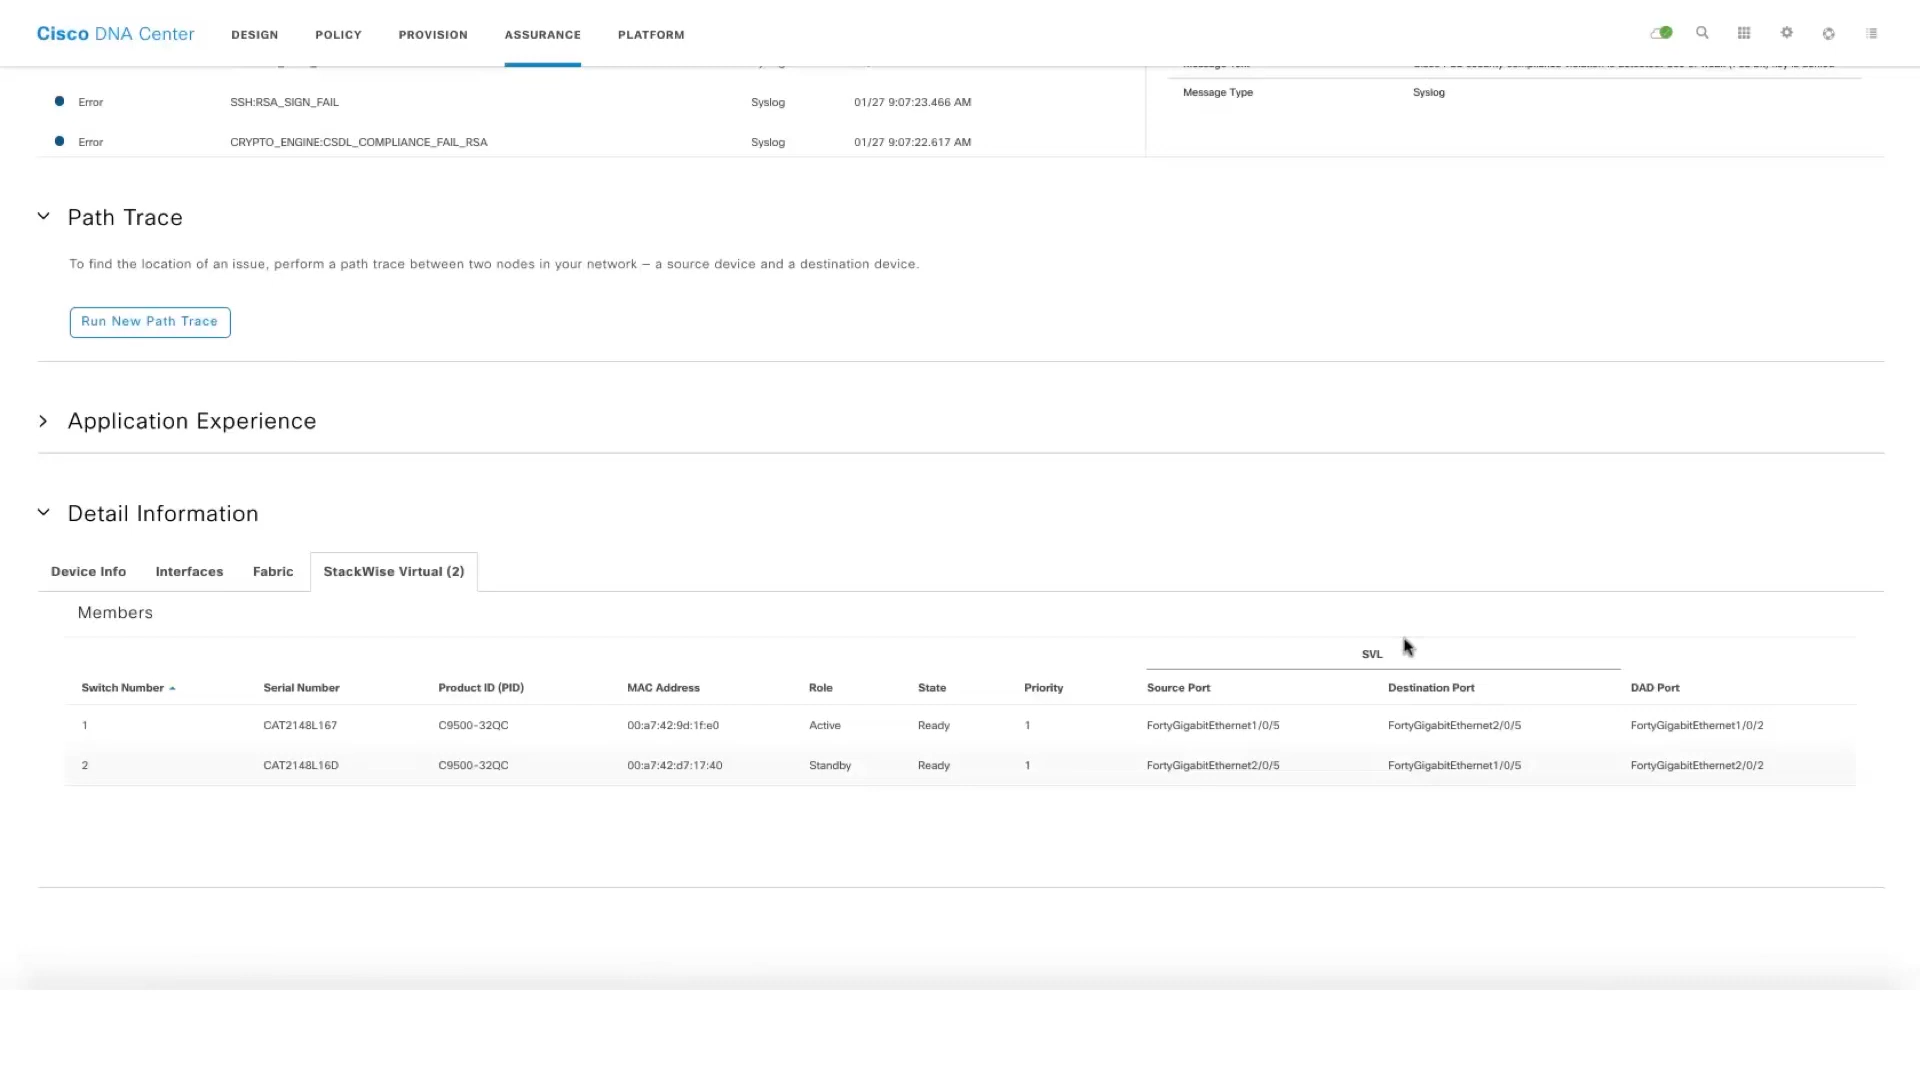 Cisco DNA Center DESIGN POLICY PROVISION ASSURANCE PLATFORM
Message Type Syslog
Error SSH:RSA_SIGN_FAIL Syslog 01/27 9:07:23.466 AM
Error CRYPTO_ENGINE:CSDL_COMPLIANCE_FAIL_RSA Syslog 01/27 9:07:22.617 AM
Path Trace
To find the location of an issue, perform a path trace between two nodes in your network – a source device and a destination device.
Run New Path Trace
Application Experience
Detail Information
Device Info Interfaces Fabric StackWise Virtual (2)
Members
SVL
Switch Number Serial Number Product ID (PID) MAC Address Role State Priority Source Port Destination Port DAD Port
1 CAT2148L167 C9500-32QC 00:a7:42:9d:1f:e0 Active Ready 1 FortyGigabitEthernet1/0/5 FortyGigabitEthernet2/0/5 FortyGigabitEthernet1/0/2
2 CAT2148L16D C9500-32QC 00:a7:42:d7:17:40 Standby Ready 1 FortyGigabitEthernet2/0/5 FortyGigabitEthernet1/0/5 FortyGigabitEthernet2/0/2